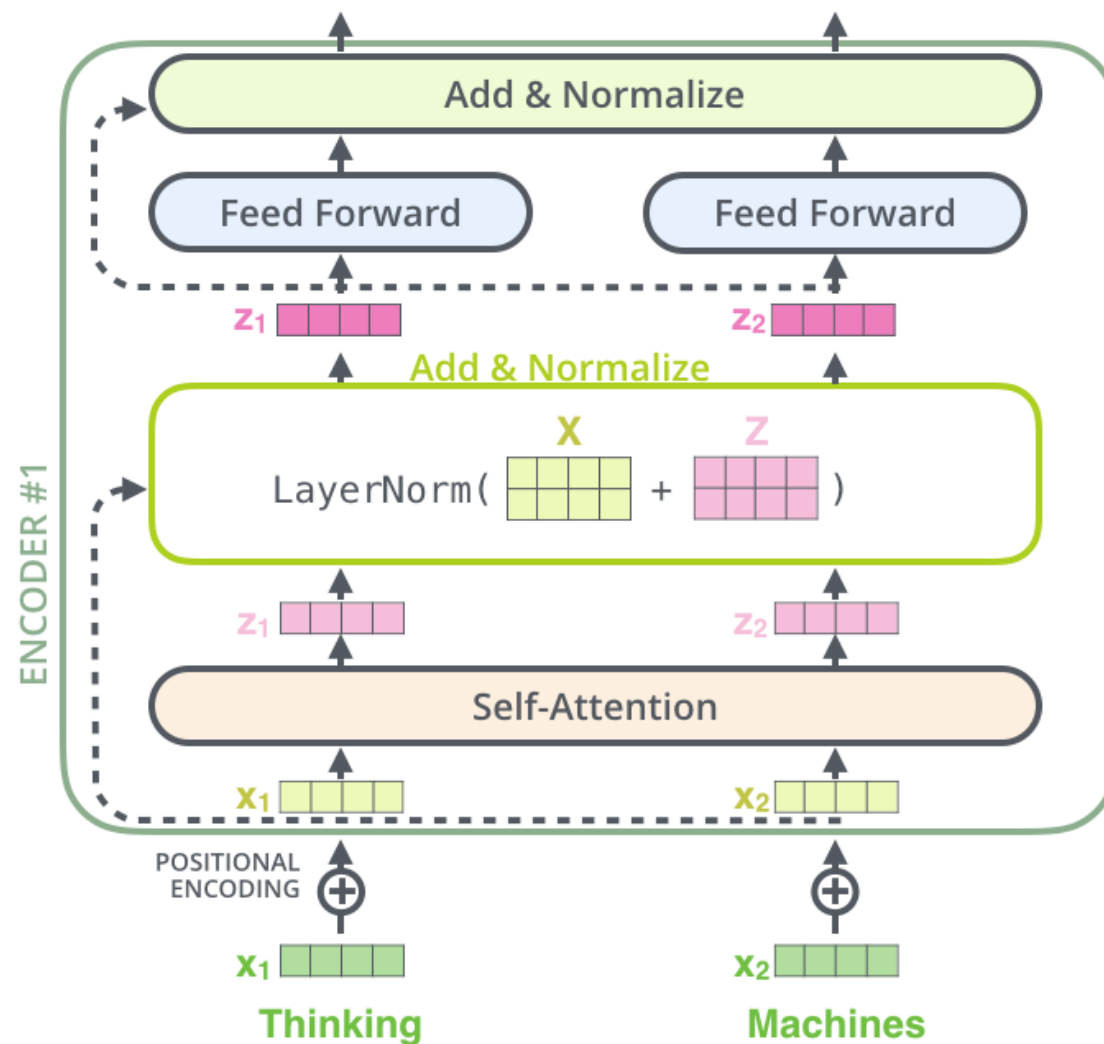 Add & Normalize
Feed Forward
Feed Forward
z1
z2
Add & Normalize
X
Z
LayerNorm(
+
)
ENCODER #1
z1
z2
Self-Attention
x1
x2
POSITIONAL
ENCODING
x1
x2
Thinking
Machines